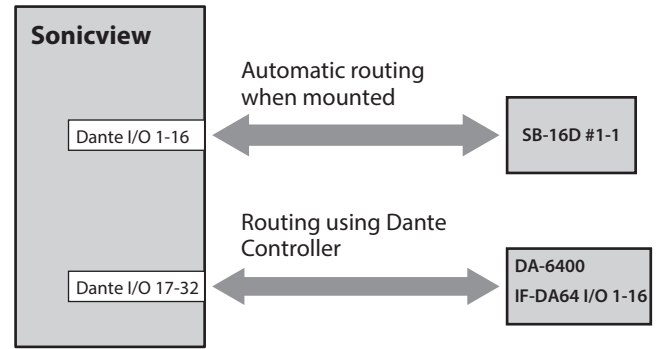 Sonicview
Automatic routing
when mounted
Dante I/O 1-16
SB-16D #1-1
Routing using Dante
Controller
Dante I/O 17-32
DA-6400
IF-DA64 I/O 1-16